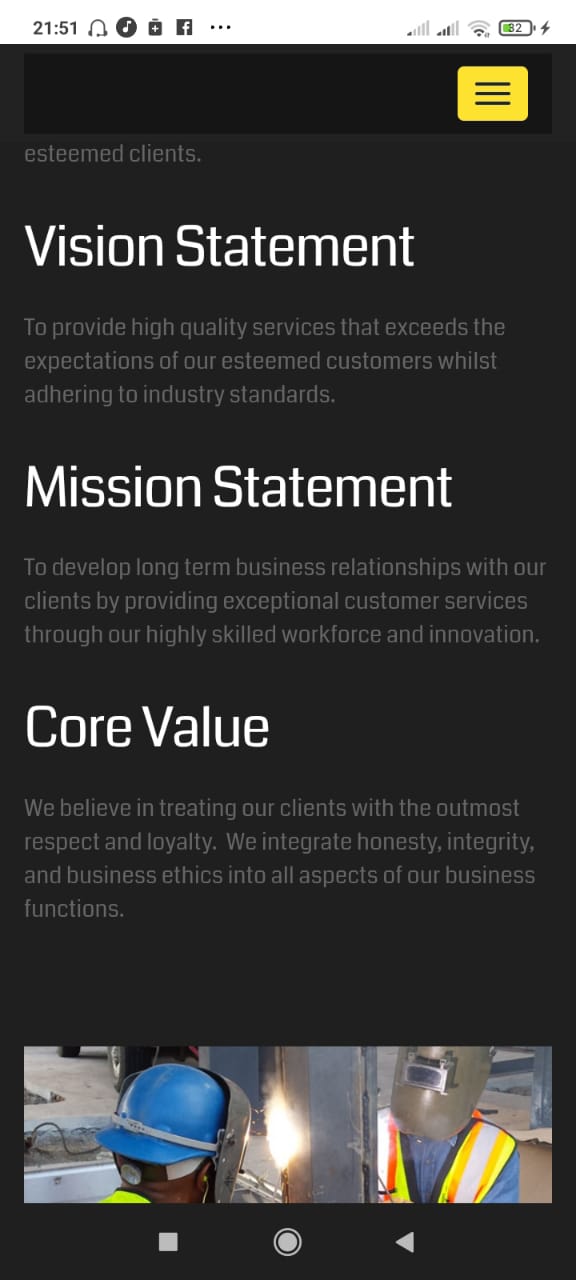 21:51
32
esteemed clients.
Vision Statement
To provide high quality services that exceeds the
expectations of our esteemed customers whilst
adhering to industry standards.
Mission Statement
To develop long term business relationships with our
clients by providing exceptional customer services
through our highly skilled workforce and innovation.
Core Value
We believe in treating our clients with the outmost
respect and loyalty.  We integrate honesty, integrity,
and business ethics into all aspects of our business
functions.